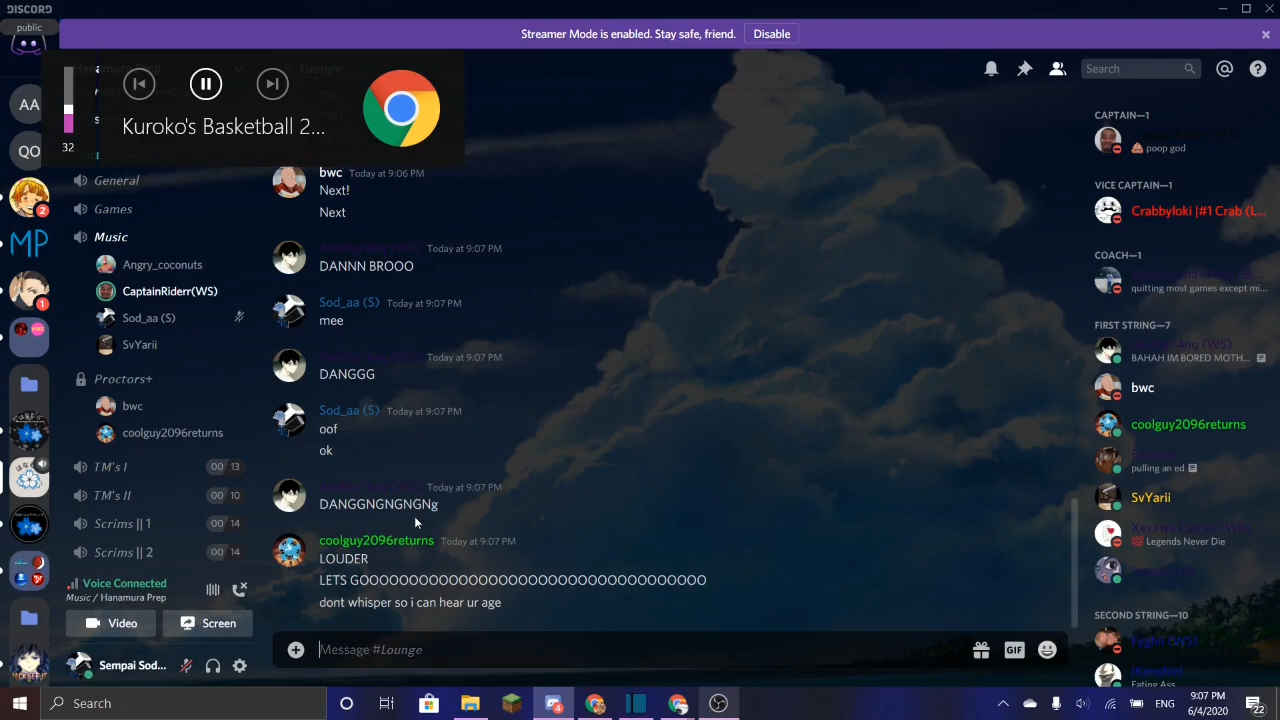 DISCORD
public
Streamer Mode is enabled. Stay safe, friend.
Disable
Lounge
Search
Kuroko's Basketball 2...
32
General
Games
Music
Angry_coconuts
CaptainRiderr(WS)
Sod_aa (S)
SvYarii
Proctors+
bwc
coolguy2096returns
TM's I 00 13
TM's II 00 10
Scrims || 1 00 14
Scrims || 2 00 14
Voice Connected
Music / Hanamura Prep
Video
Screen
Sempai Sod...
AA
QO
2
MP
1
bwc Today at 9:06 PM
Next!
Next
Today at 9:07 PM
DANNN BROOO
Sod_aa (S) Today at 9:07 PM
mee
Today at 9:07 PM
DANGGG
Sod_aa (S) Today at 9:07 PM
oof
ok
Today at 9:07 PM
DANGGNGNGNGNg
coolguy2096returns Today at 9:07 PM
LOUDER
LETS GOOOOOOOOOOOOOOOOOOOOOOOOOOOOOOOOOOO
dont whisper so i can hear ur age
Message #Lounge
GIF
CAPTAIN—1
poop god
VICE CAPTAIN—1
Crabbyloki |#1 Crab (L...
COACH—1
quitting most games except mi...
FIRST STRING—7
BAHAH IM BORED MOTH...
bwc
coolguy2096returns
pulling an ed
SvYarii
Xexawa (Setter) (WS)
Legends Never Die
SECOND STRING—10
Eating Ass
Search
4
ENG
9:07 PM
6/4/2020
22